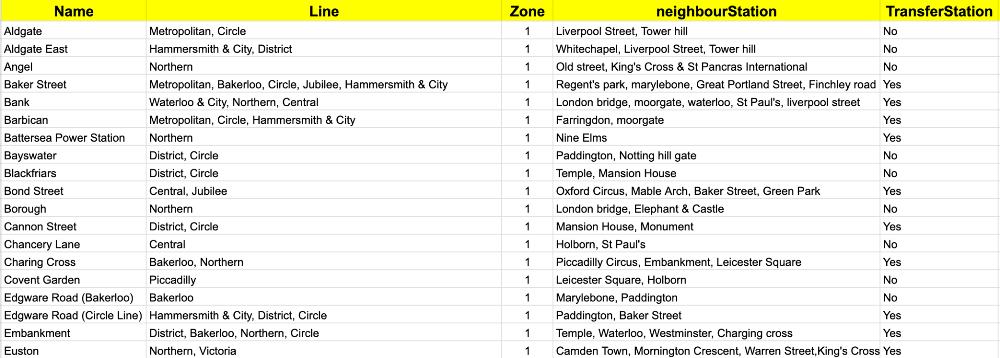 Name Line Zone neighbourStation TransferStation
Aldgate Metropolitan, Circle 1 Liverpool Street, Tower hill No
Aldgate East Hammersmith & City, District 1 Whitechapel, Liverpool Street, Tower hill No
Angel Northern 1 Old street, King's Cross & St Pancras International No
Baker Street Metropolitan, Bakerloo, Circle, Jubilee, Hammersmith & City 1 Regent's park, marylebone, Great Portland Street, Finchley road Yes
Bank Waterloo & City, Northern, Central 1 London bridge, moorgate, waterloo, St Paul's, liverpool street Yes
Barbican Metropolitan, Circle, Hammersmith & City 1 Farringdon, moorgate Yes
Battersea Power Station Northern 1 Nine Elms Yes
Bayswater District, Circle 1 Paddington, Notting hill gate No
Blackfriars District, Circle 1 Temple, Mansion House No
Bond Street Central, Jubilee 1 Oxford Circus, Mable Arch, Baker Street, Green Park Yes
Borough Northern 1 London bridge, Elephant & Castle No
Cannon Street District, Circle 1 Mansion House, Monument Yes
Chancery Lane Central 1 Holborn, St Paul's No
Charing Cross Bakerloo, Northern 1 Piccadilly Circus, Embankment, Leicester Square Yes
Covent Garden Piccadilly 1 Leicester Square, Holborn No
Edgware Road (Bakerloo) Bakerloo 1 Marylebone, Paddington No
Edgware Road (Circle Line) Hammersmith & City, District, Circle 1 Paddington, Baker Street Yes
Embankment District, Bakerloo, Northern, Circle 1 Temple, Waterloo, Westminster, Charging cross Yes
Euston Northern, Victoria 1 Camden Town, Mornington Crescent, Warren Street,King's Cross Yes